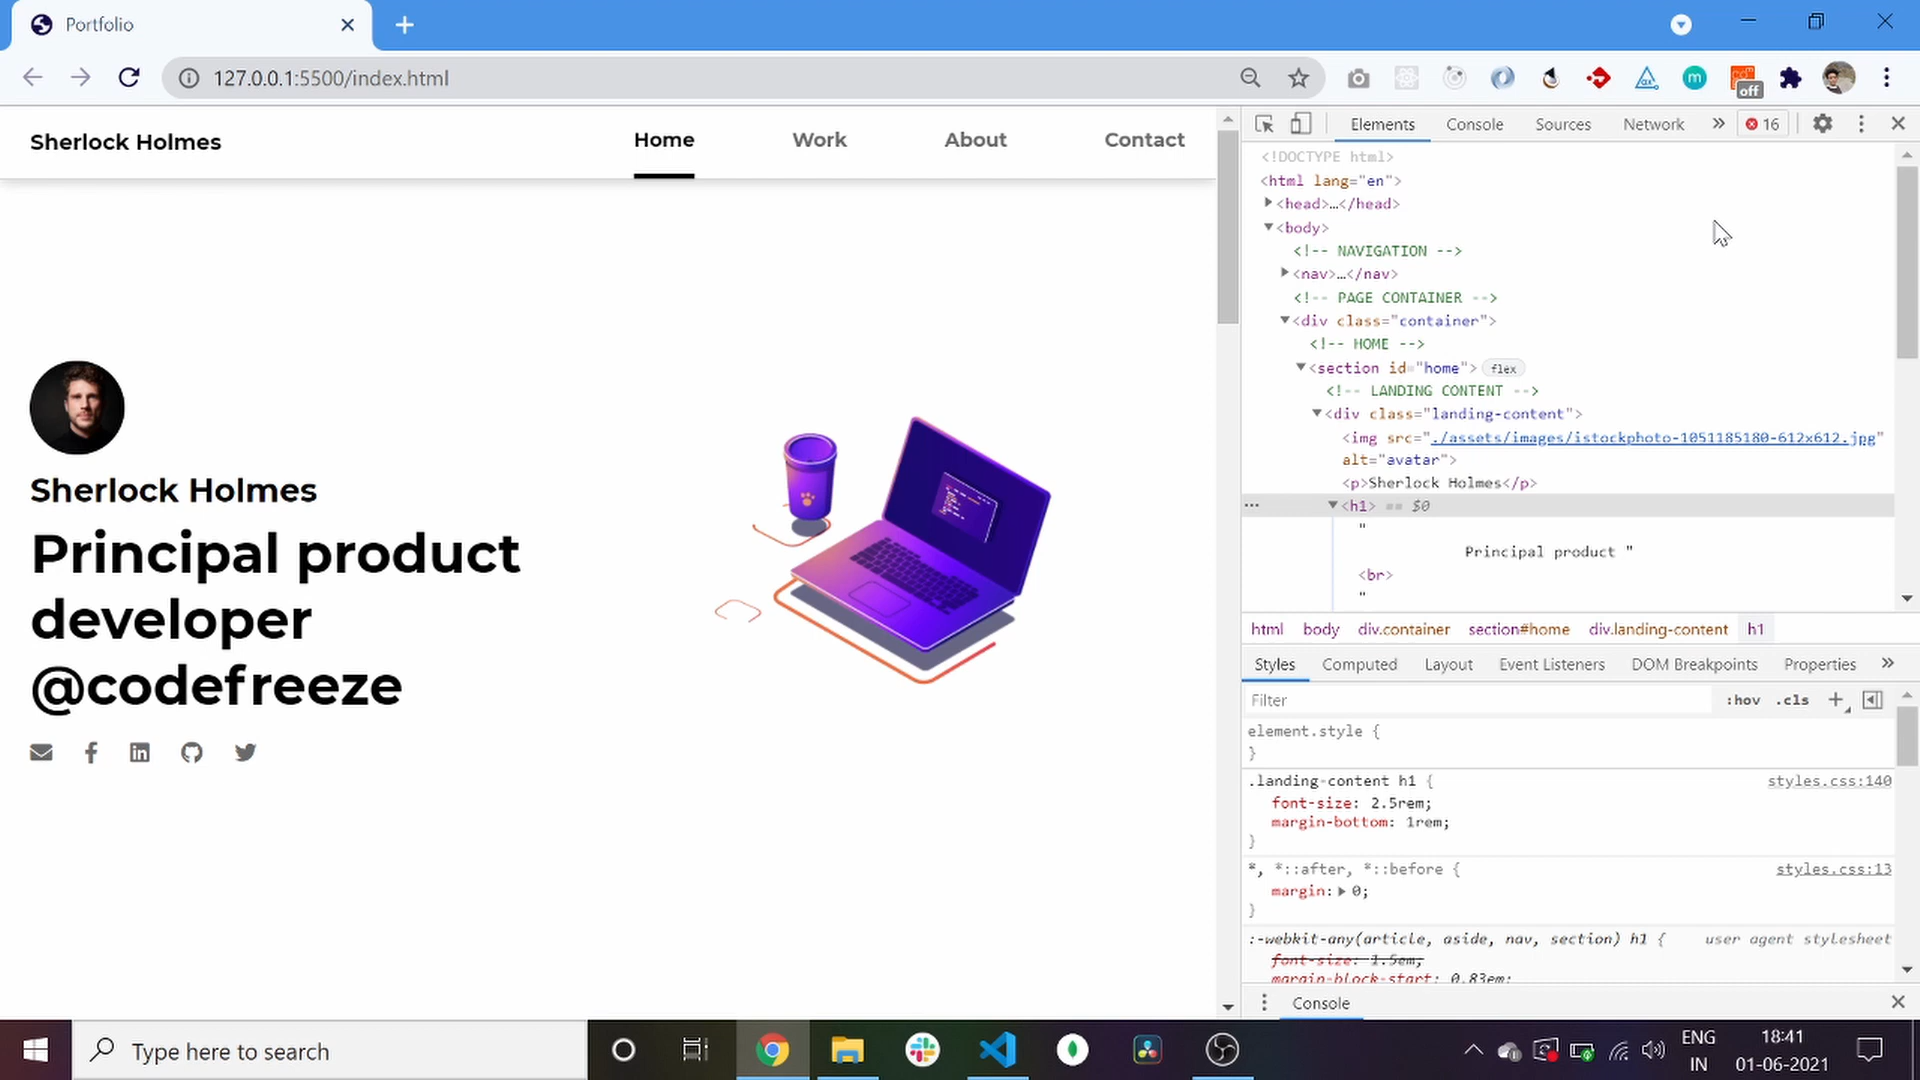 Portfolio
127.0.0.1:5500/index.html
off
Sherlock Holmes
Home
Work
About
Contact
Sherlock Holmes
Principal product
developer
@codefreeze
Elements
Console
Sources
Network
»
16
<!DOCTYPE html>
<html lang="en">
<head>…</head>
<body>
<!-- NAVIGATION -->
<nav>…</nav>
<!-- PAGE CONTAINER -->
<div class="container">
<!-- HOME -->
<section id="home"> flex
<!-- LANDING CONTENT -->
<div class="landing-content">
<img src="./assets/images/istockphoto-1051185180-612x612.jpg"
alt="avatar">
<p>Sherlock Holmes</p>
<h1> == $0
"
Principal product "
<br>
"
html body div.container section#home div.landing-content h1
Styles
Computed
Layout
Event Listeners
DOM Breakpoints
Properties
»
Filter
:hov .cls +
element.style {
}
.landing-content h1 { styles.css:140
font-size: 2.5rem;
margin-bottom: 1rem;
}
*, *::after, *::before { styles.css:13
margin: 0;
}
:-webkit-any(article, aside, nav, section) h1 { user agent stylesheet
font-size: 1.5em;
margin-block-start: 0.83em;
Console
Type here to search
ENG
IN
18:41
01-06-2021